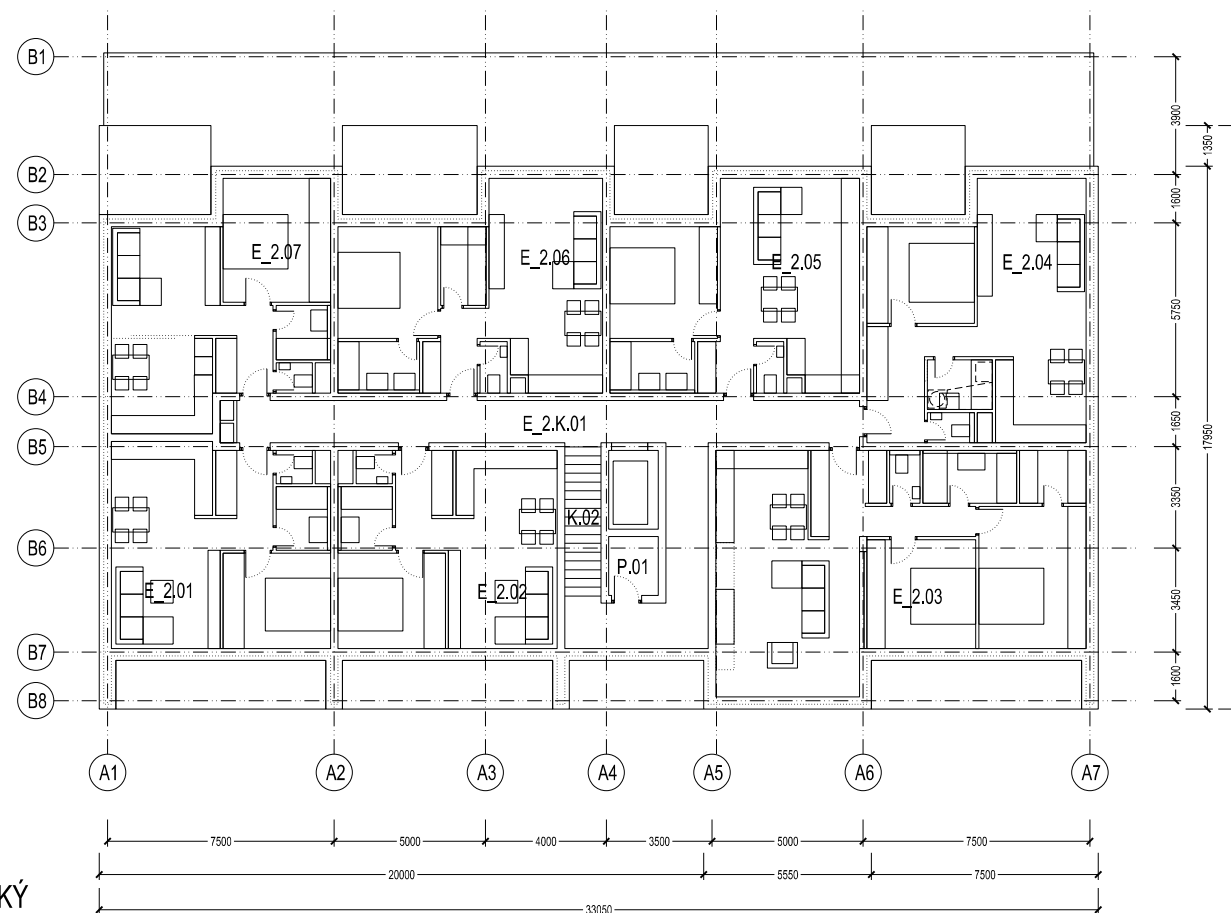 B1
B2
B3
B4
B5
B6
B7
B8
3900
1350
1600
5750
1650
17950
3350
3450
1600
E_2.07
E_2.06
E_2.05
E_2.04
E_2.K.01
K.02
P.01
E_2.01
E_2.02
E_2.03
A1
A2
A3
A4
A5
A6
A7
7500
5000
4000
3500
5000
7500
20000
5550
7500
33050
KÝ